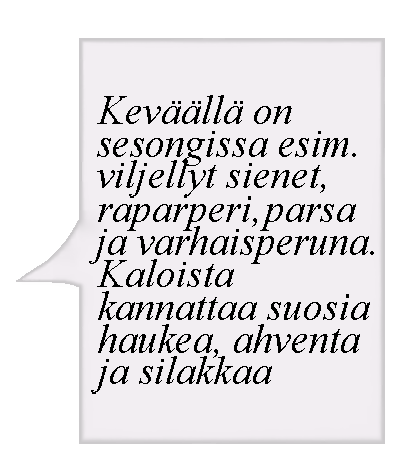 Keväällä on
sesongissa esim.
viljellyt sienet,
raparperi, parsa
ja varhaisperuna.
Kaloista
kannattaa suosia
haukea, ahventa
ja silakkaa